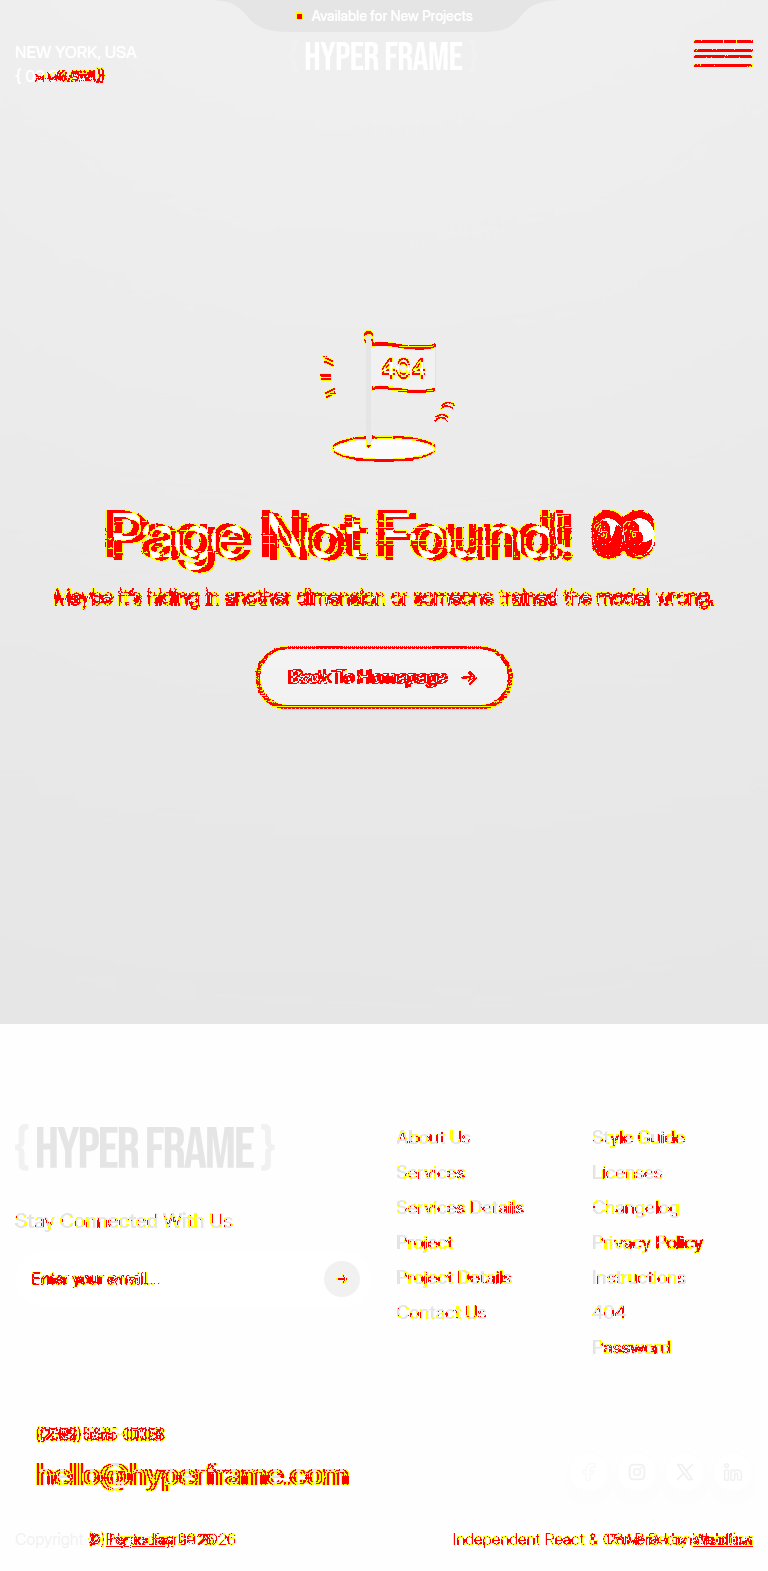 Available for New Projects
NEW YORK, USA
HYPER FRAME
404
Page Not Found! 👀
Maybe it's hiding in another dimension or someone trained the model wrong.
Back To Homepage
{ HYPER FRAME }
Stay Connected With Us
Enter your email...
About Us
Services
Services Details
Project
Project Details
Contact Us
Style Guide
Licenses
Changelog
Privacy Policy
Instructions
404
Password
hello@hyperframe.com
Copyright
Independent React &